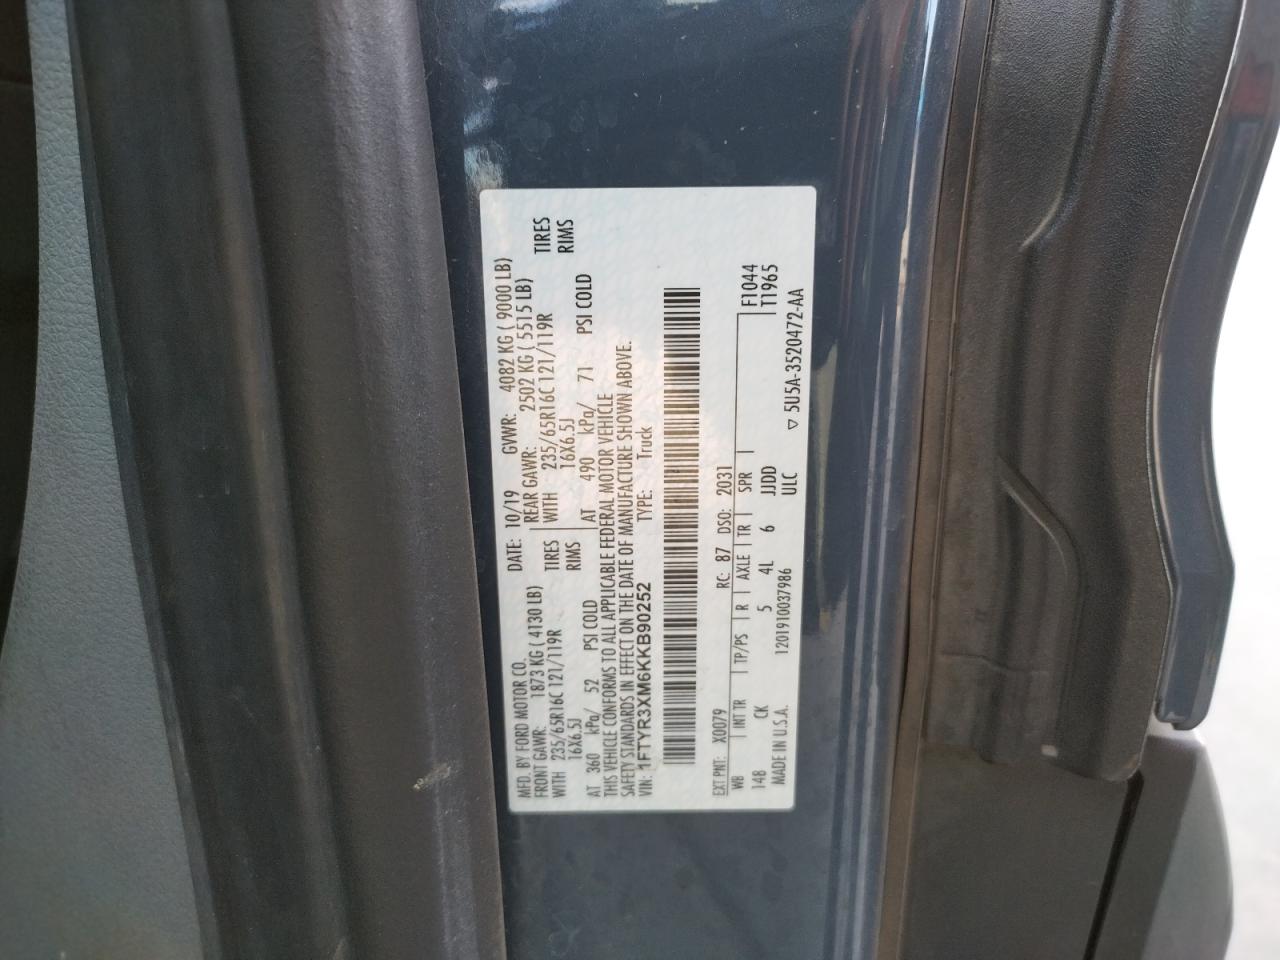 MFD. BY FORD MOTOR CO. DATE: 10/19 GVWR: 4082 KG ( 9000 LB)
FRONT GAWR: 1873 KG ( 4130 LB) REAR GAWR: 2502 KG ( 5515 LB)
WITH 235/65R16C 121/119R TIRES WITH 235/65R16C 121/119R TIRES
16X6.5J RIMS 16X6.5J RIMS
AT 360 kPa/ 52 PSI COLD AT 490 kPa/ 71 PSI COLD
THIS VEHICLE CONFORMS TO ALL APPLICABLE FEDERAL MOTOR VEHICLE
SAFETY STANDARDS IN EFFECT ON THE DATE OF MANUFACTURE SHOWN ABOVE.
VIN: 1FTYR3XM6KKB90252 TYPE: Truck
EXT PNT: X0079 RC: 87 DSO: 2031
WB INT TR TP/PS R AXLE TR SPR F1044
148 CK 5 4L 6 JJDD T1965
MADE IN U.S.A. 1201910037986 ULC
▽ 5U5A-3520472-AA